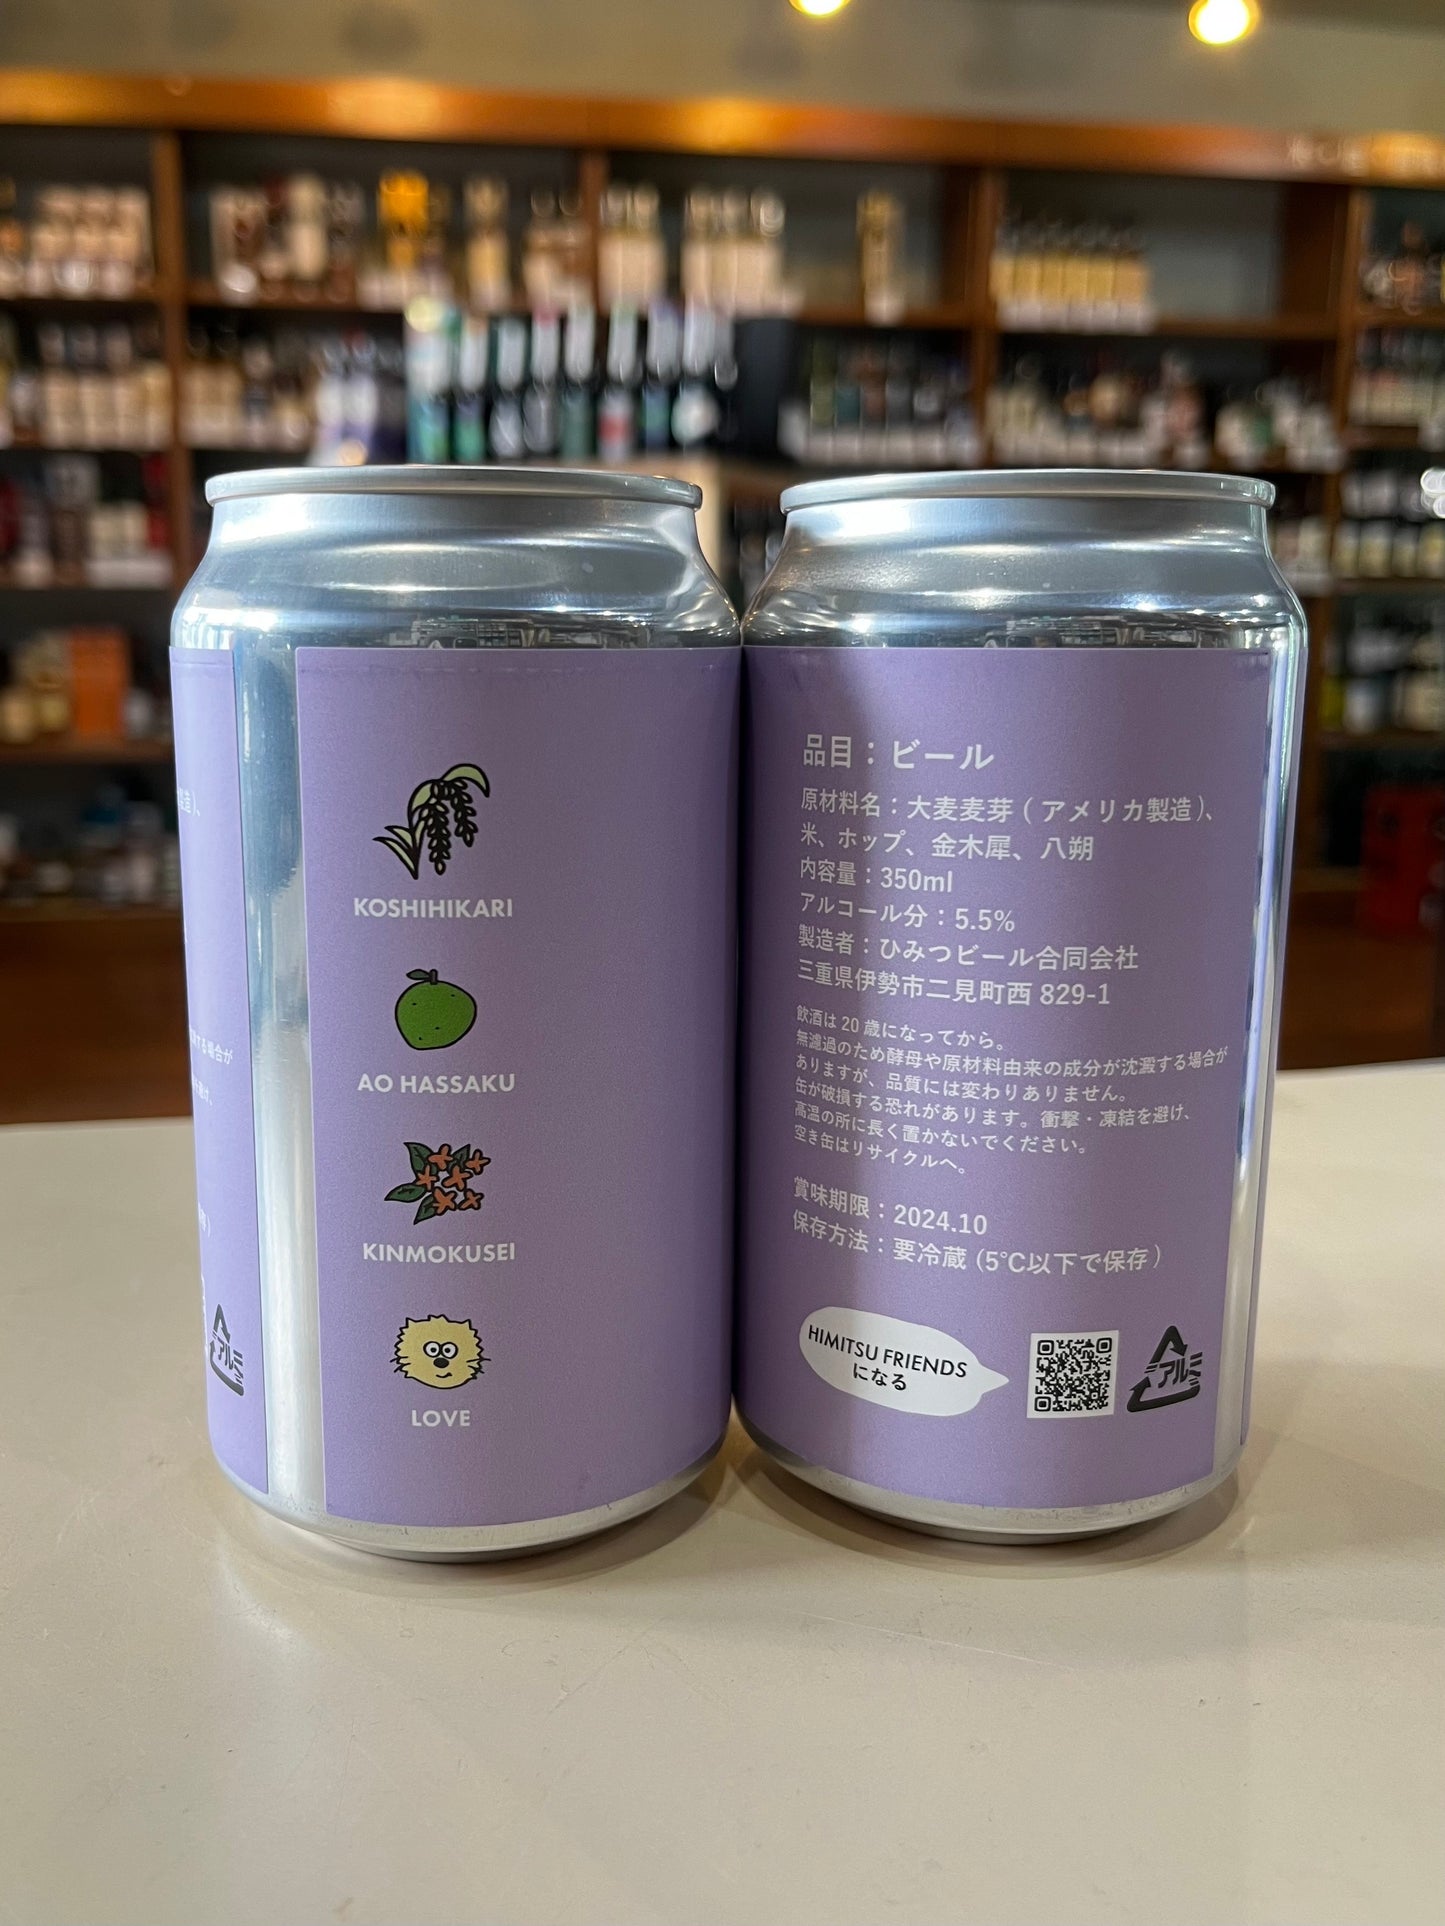 KOSHIHIKARI
AO HASSAKU
KINMOKUSEI
LOVE
する場合が
アルミ
品目：ビール
原材料名：大麦麦芽 ( アメリカ製造 )、
米、ホップ、金木犀、八朔
内容量：350ml
アルコール分：5.5%
製造者：ひみつビール合同会社
三重県伊勢市二見町西 829-1
飲酒は 20 歳になってから。
無濾過のため酵母や原材料由来の成分が沈澱する場合が
ありますが、品質には変わりありません。
缶が破損する恐れがあります。衝撃・凍結を避け、
高温の所に長く置かないでください。
空き缶はリサイクルへ。
賞味期限：2024.10
保存方法：要冷蔵 (5℃以下で保存 )
HIMITSU FRIENDS
になる
アルミ